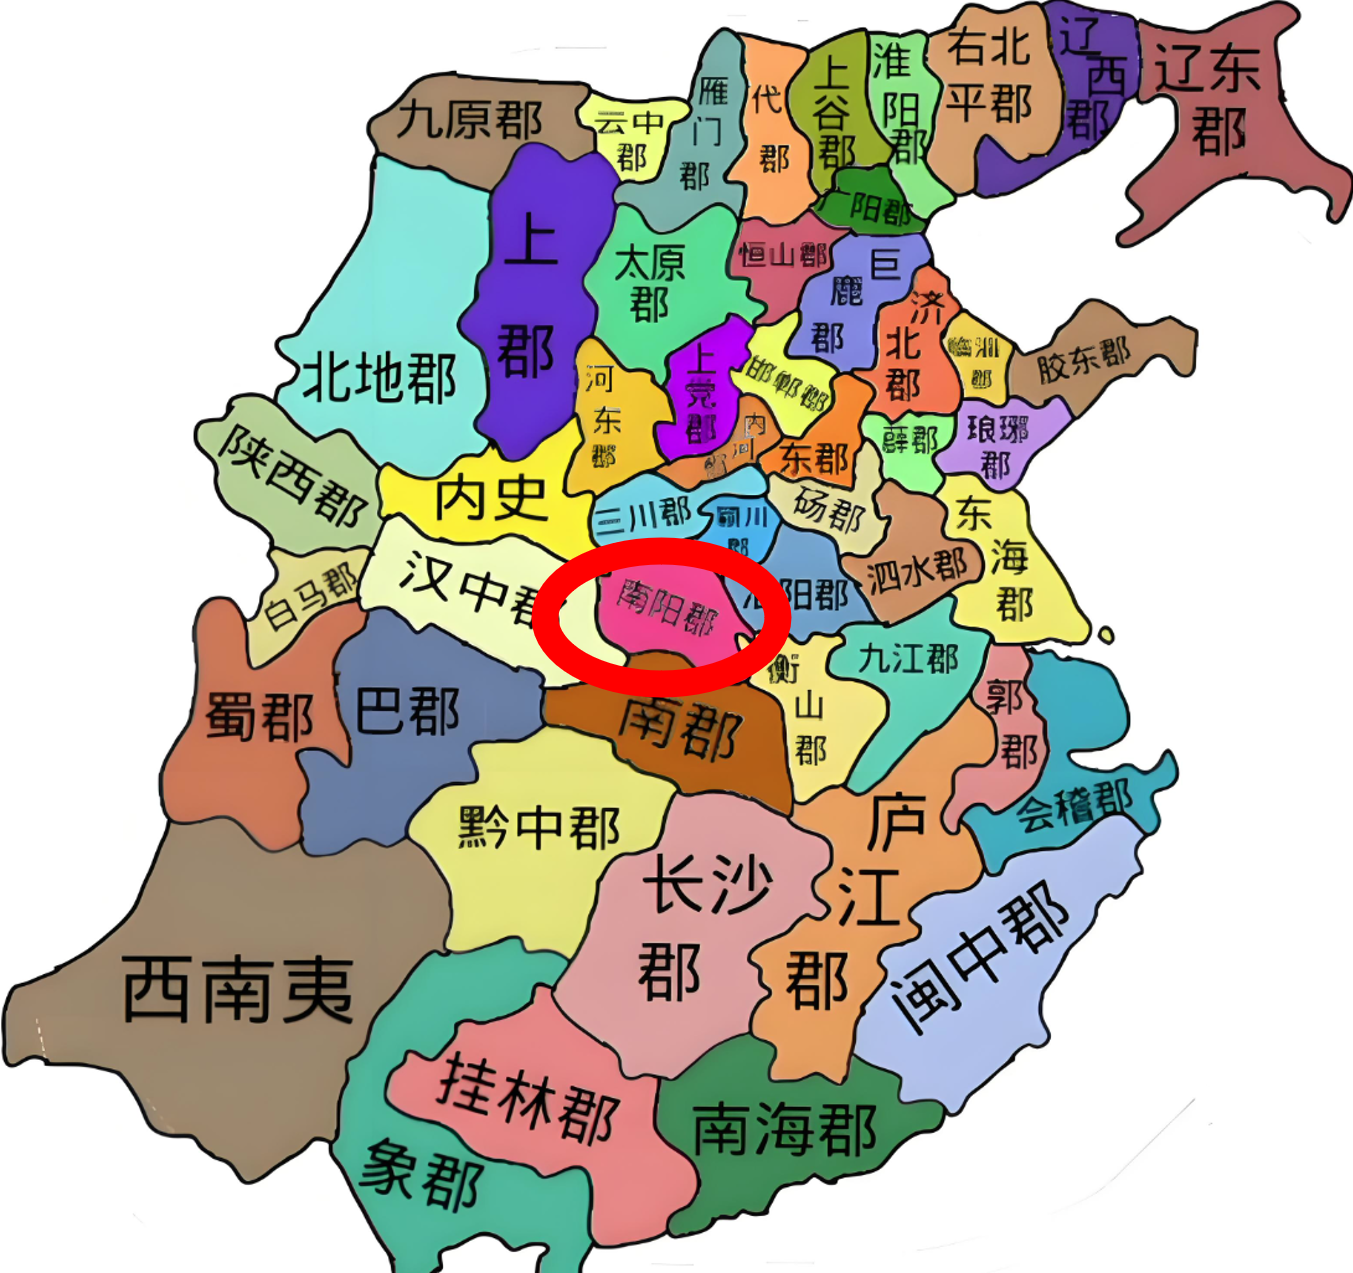 九原郡
云中
郡
雁
门
郡
代
郡
上
谷
郡
淮
阳
郡
右北
平郡
辽
西
郡
辽东
郡
广阳郡
北地郡
上
郡
太原
郡
恒山郡
巨
鹿
郡
济
北
郡
胶东郡
河
东
郡
上
党
郡
邯郸郡
内
河
东郡
薛郡
琅琊
郡
陕西郡
内史
三川郡
川
郡
砀郡
泗水郡
东
海
郡
白马郡
汉中郡
南阳郡
阳郡
衡
山
郡
九江郡
郭
郡
会稽郡
蜀郡
巴郡
南郡
黔中郡
长沙
郡
庐
江
郡
闽中郡
西南夷
挂林郡
象郡
南海郡